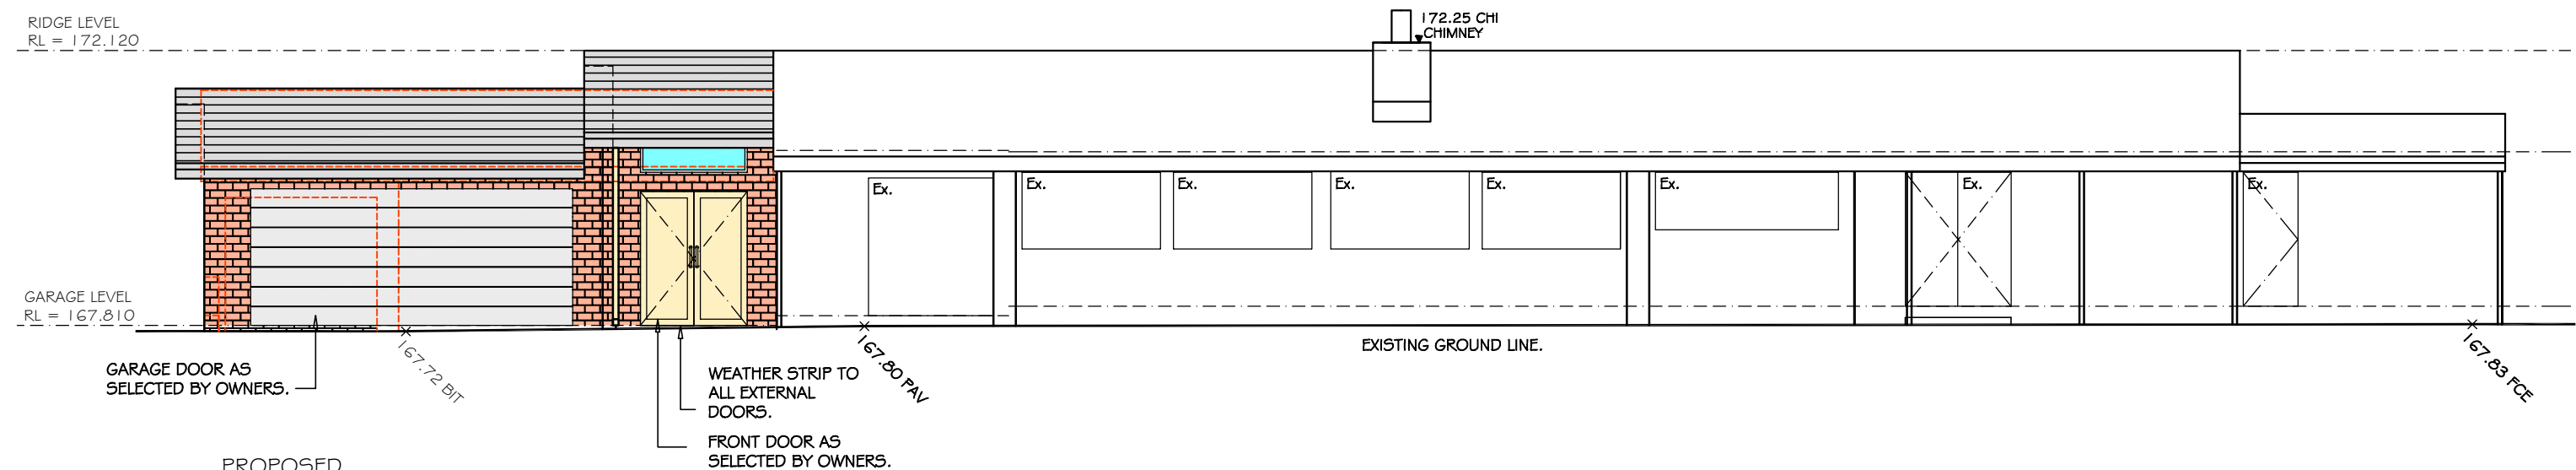 RIDGE LEVEL
RL = 172.120
172.25 CHI
CHIMNEY
Ex.
Ex.
Ex.
Ex.
Ex.
Ex.
Ex.
Ex.
GARAGE LEVEL
RL = 167.810
167.72 BIT
167.80 PAV
EXISTING GROUND LINE.
167.83 FCE
GARAGE DOOR AS
SELECTED BY OWNERS.
WEATHER STRIP TO
ALL EXTERNAL
DOORS.
FRONT DOOR AS
SELECTED BY OWNERS.
PROPOSED